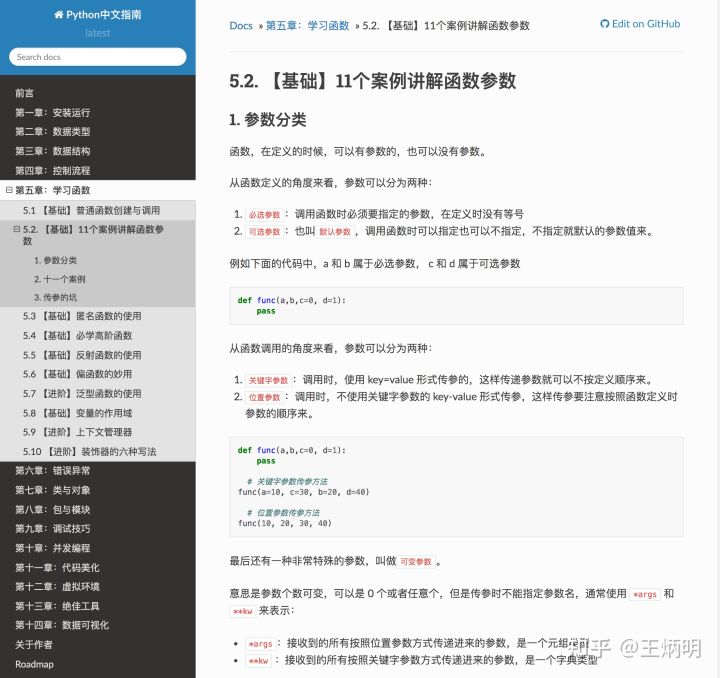 Python中文指南
latest
Search docs
前言
第一章：安装运行
第二章：数据类型
第三章：数据结构
第四章：控制流程
第五章：学习函数
5.1 【基础】普通函数创建与调用
5.2. 【基础】11个案例讲解函数参
数
1. 参数分类
2. 十一个案例
3. 传参的坑
5.3 【基础】匿名函数的使用
5.4 【基础】必学高阶函数
5.5 【基础】反射函数的使用
5.6 【基础】偏函数的妙用
5.7 【进阶】泛型函数的使用
5.8 【基础】变量的作用域
5.9 【进阶】上下文管理器
5.10 【进阶】装饰器的六种写法
第六章：错误异常
第七章：类与对象
第八章：包与模块
第九章：调试技巧
第十章：并发编程
第十一章：代码美化
第十二章：虚拟环境
第十三章：绝佳工具
第十四章：数据可视化
关于作者
Roadmap
Docs » 第五章：学习函数 » 5.2. 【基础】11个案例讲解函数参数
Edit on GitHub
5.2. 【基础】11个案例讲解函数参数
1. 参数分类
函数，在定义的时候，可以有参数的，也可以没有参数。
从函数定义的角度来看，参数可以分为两种：
1. 必选参数 ：调用函数时必须要指定的参数，在定义时没有等号
2. 可选参数 ：也叫 默认参数 ，调用函数时可以指定也可以不指定，不指定就默认的参数值来。
例如下面的代码中，a 和 b 属于必选参数， c 和 d 属于可选参数
def func(a,b,c=0, d=1):
pass
从函数调用的角度来看，参数可以分为两种：
1. 关键字参数 ：调用时，使用 key=value 形式传参的，这样传递参数就可以不按定义顺序来。
2. 位置参数 ：调用时，不使用关键字参数的 key-value 形式传参，这样传参要注意按照函数定义时
参数的顺序来。
def func(a,b,c=0, d=1):
pass
# 关键字参数传参方法
func(a=10, c=30, b=20, d=40)
# 位置参数传参方法
func(10, 20, 30, 40)
最后还有一种非常特殊的参数，叫做 可变参数 。
意思是参数个数可变，可以是 0 个或者任意个，但是传参时不能指定参数名，通常使用 *args 和
**kw 来表示：
*args ：接收到的所有按照位置参数方式传递进来的参数，是一个元组类型
**kw ：接收到的所有按照关键字参数方式传递进来的参数，是一个字典类型
知乎 @王炳明